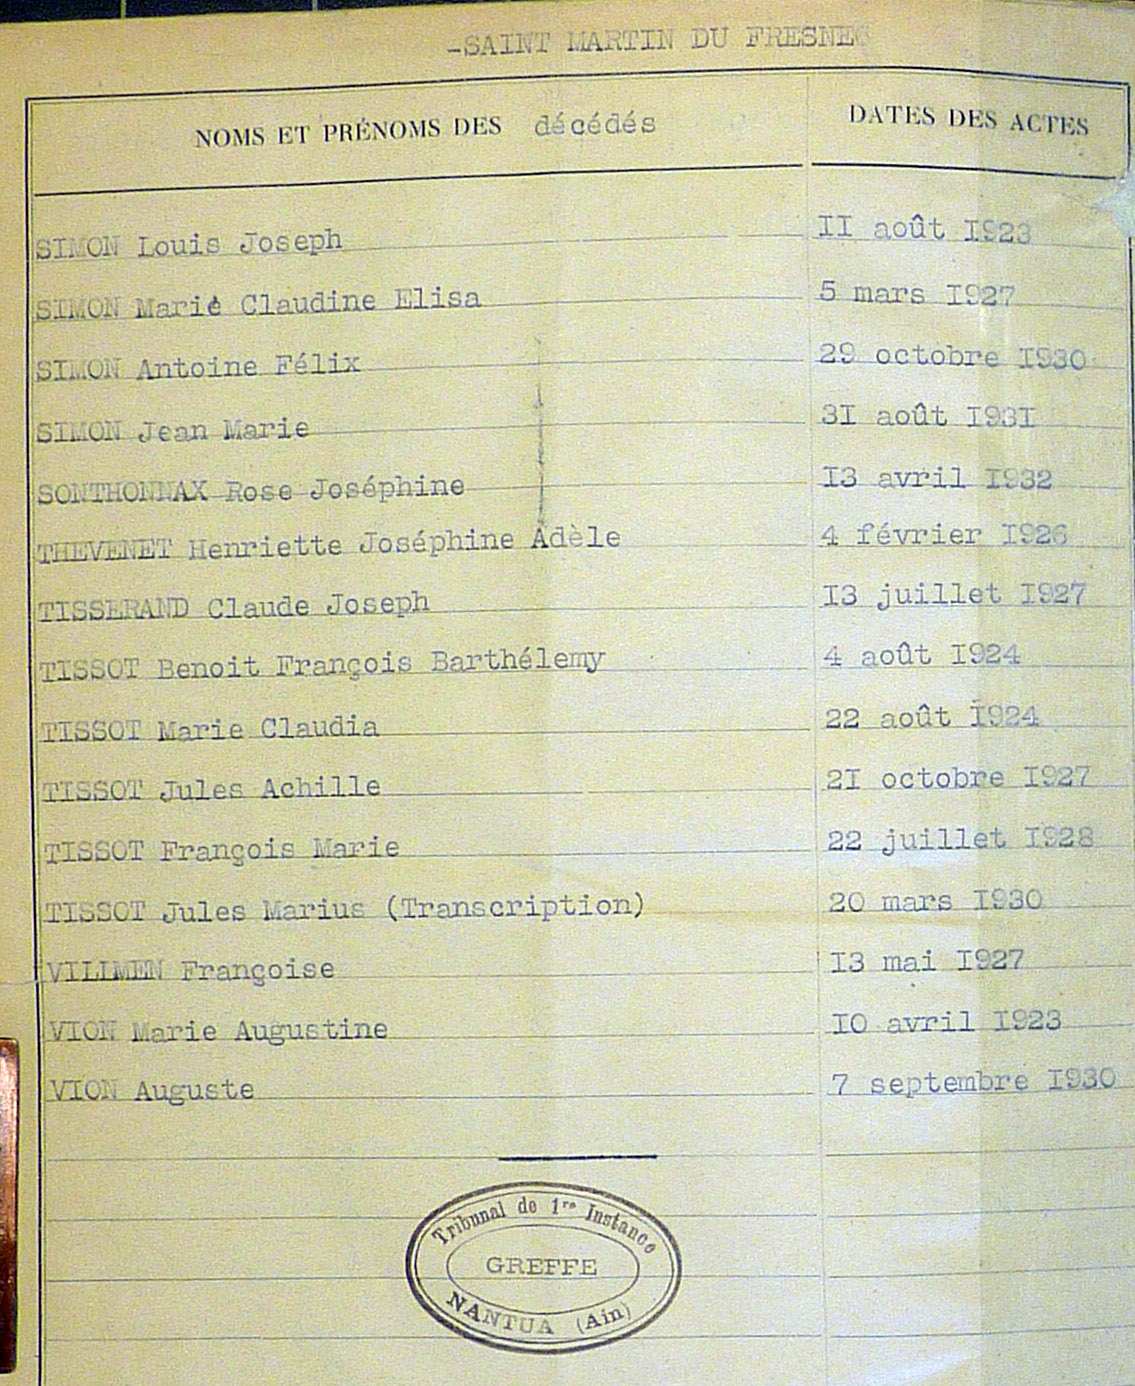 -SAINT MARTIN DU FRESNE
NOMS ET PRÉNOMS DES décédés DATES DES ACTES
SIMON Louis Joseph II août I923
SIMON Marie Claudine Elisa 5 mars I927
SIMON Antoine Félix 29 octobre I930
SIMON Jean Marie 3I août I93I
SONTHONNAX Rose Joséphine I3 avril I932
THEVENET Henriette Joséphine Adèle 4 février I926
TISSERAND Claude Joseph I3 juillet I927
TISSOT Benoit François Barthélemy 4 août I924
TISSOT Marie Claudia 22 août I924
TISSOT Jules Achille 2I octobre I927
TISSOT François Marie 22 juillet I928
TISSOT Jules Marius (Transcription) 20 mars I930
VILIMEN Françoise I3 mai I927
VION Marie Augustine I0 avril I923
VION Auguste 7 septembre I930
Tribunal de 1re Instance
GREFFE
NANTUA (Ain)